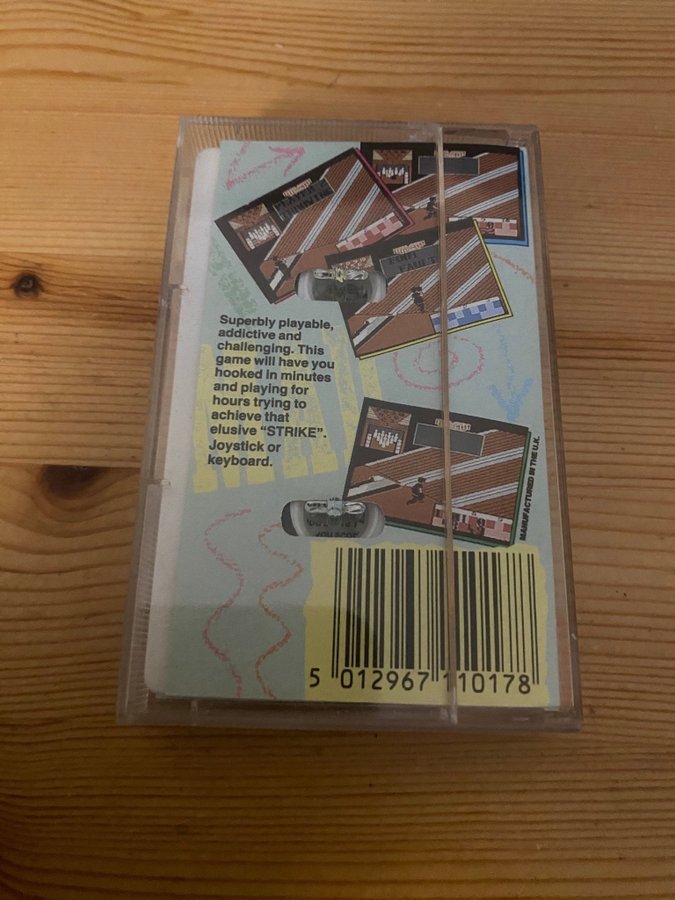 Superbly playable,
addictive and
challenging. This
game will have you
hooked in minutes
and playing for
hours trying to
achieve that
elusive “STRIKE”.
Joystick or
keyboard.
MANUFACTURED IN THE U.K.
5 012967 110178